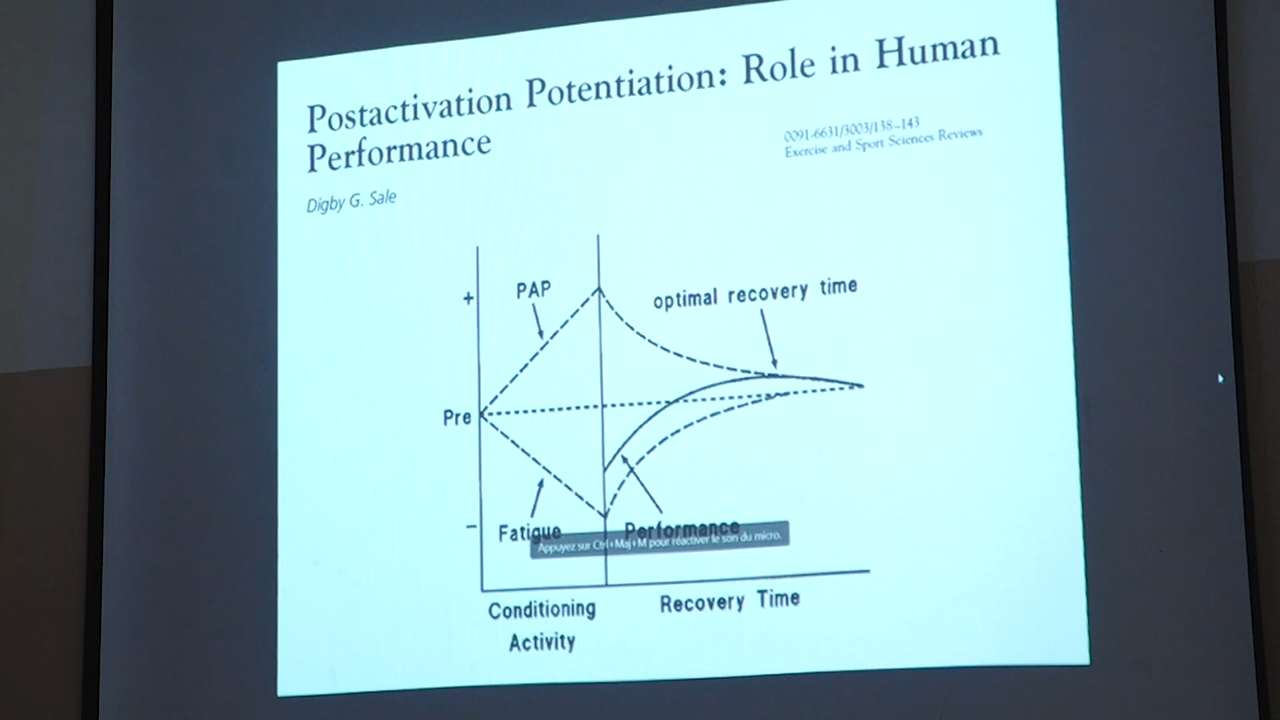 Postactivation Potentiation: Role in Human
Performance
0091-6631/3003/138–143
Exercise and Sport Sciences Reviews
Digby G. Sale
+
PAP
optimal recovery time
Pre
–
Fatigue
Performance
Appuyez sur Ctrl+Maj+M pour réactiver le son du micro.
Conditioning
Activity
Recovery Time